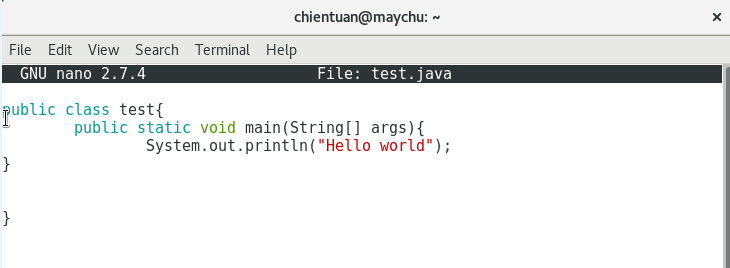 chientuan@maychu: ~ ×
File Edit View Search Terminal Help
GNU nano 2.7.4 File: test.java
public class test{
public static void main(String[] args){
System.out.println("Hello world");
}
}